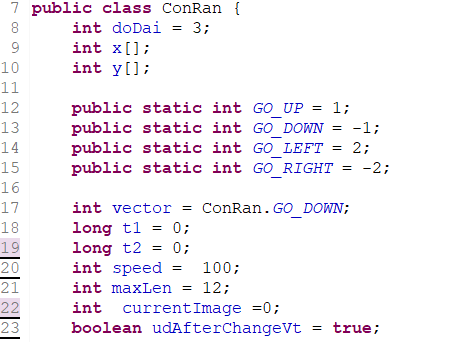 7 public class ConRan {
8     int doDai = 3;
9     int x[];
10     int y[];
11
12     public static int GO_UP = 1;
13     public static int GO_DOWN = -1;
14     public static int GO_LEFT = 2;
15     public static int GO_RIGHT = -2;
16
17     int vector = ConRan.GO_DOWN;
18     long t1 = 0;
19     long t2 = 0;
20     int speed =  100;
21     int maxLen = 12;
22     int  currentImage =0;
23     boolean udAfterChangeVt = true;